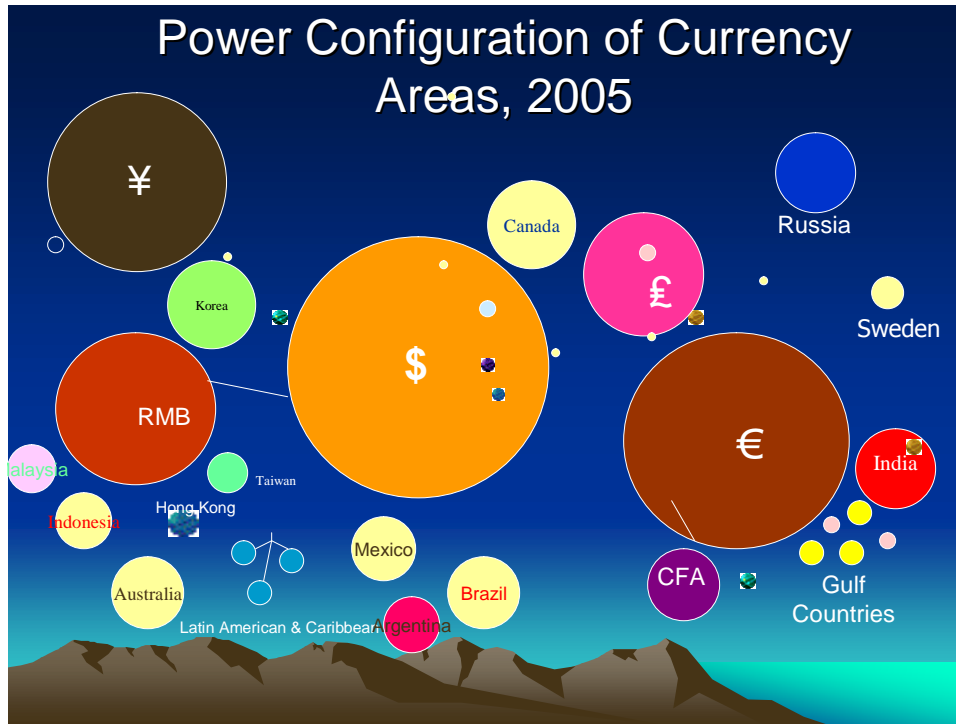 Power Configuration of Currency
Areas, 2005
¥
Canada
Russia
£
Korea
Sweden
$
RMB
€
India
Malaysia
Taiwan
Hong Kong
Indonesia
Mexico
CFA
Gulf
Countries
Australia
Brazil
Latin American & Caribbean
Argentina